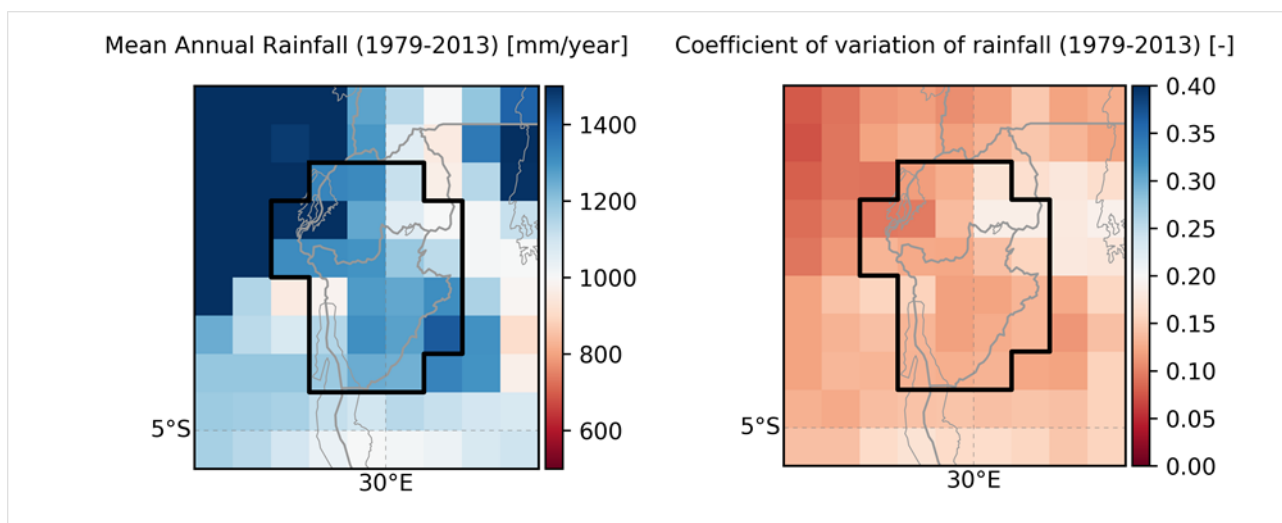 Mean Annual Rainfall (1979-2013) [mm/year]
Coefficient of variation of rainfall (1979-2013) [-]
1400
1200
1000
800
600
5°S
30°E
0.40
0.35
0.30
0.25
0.20
0.15
0.10
0.05
0.00
5°S
30°E